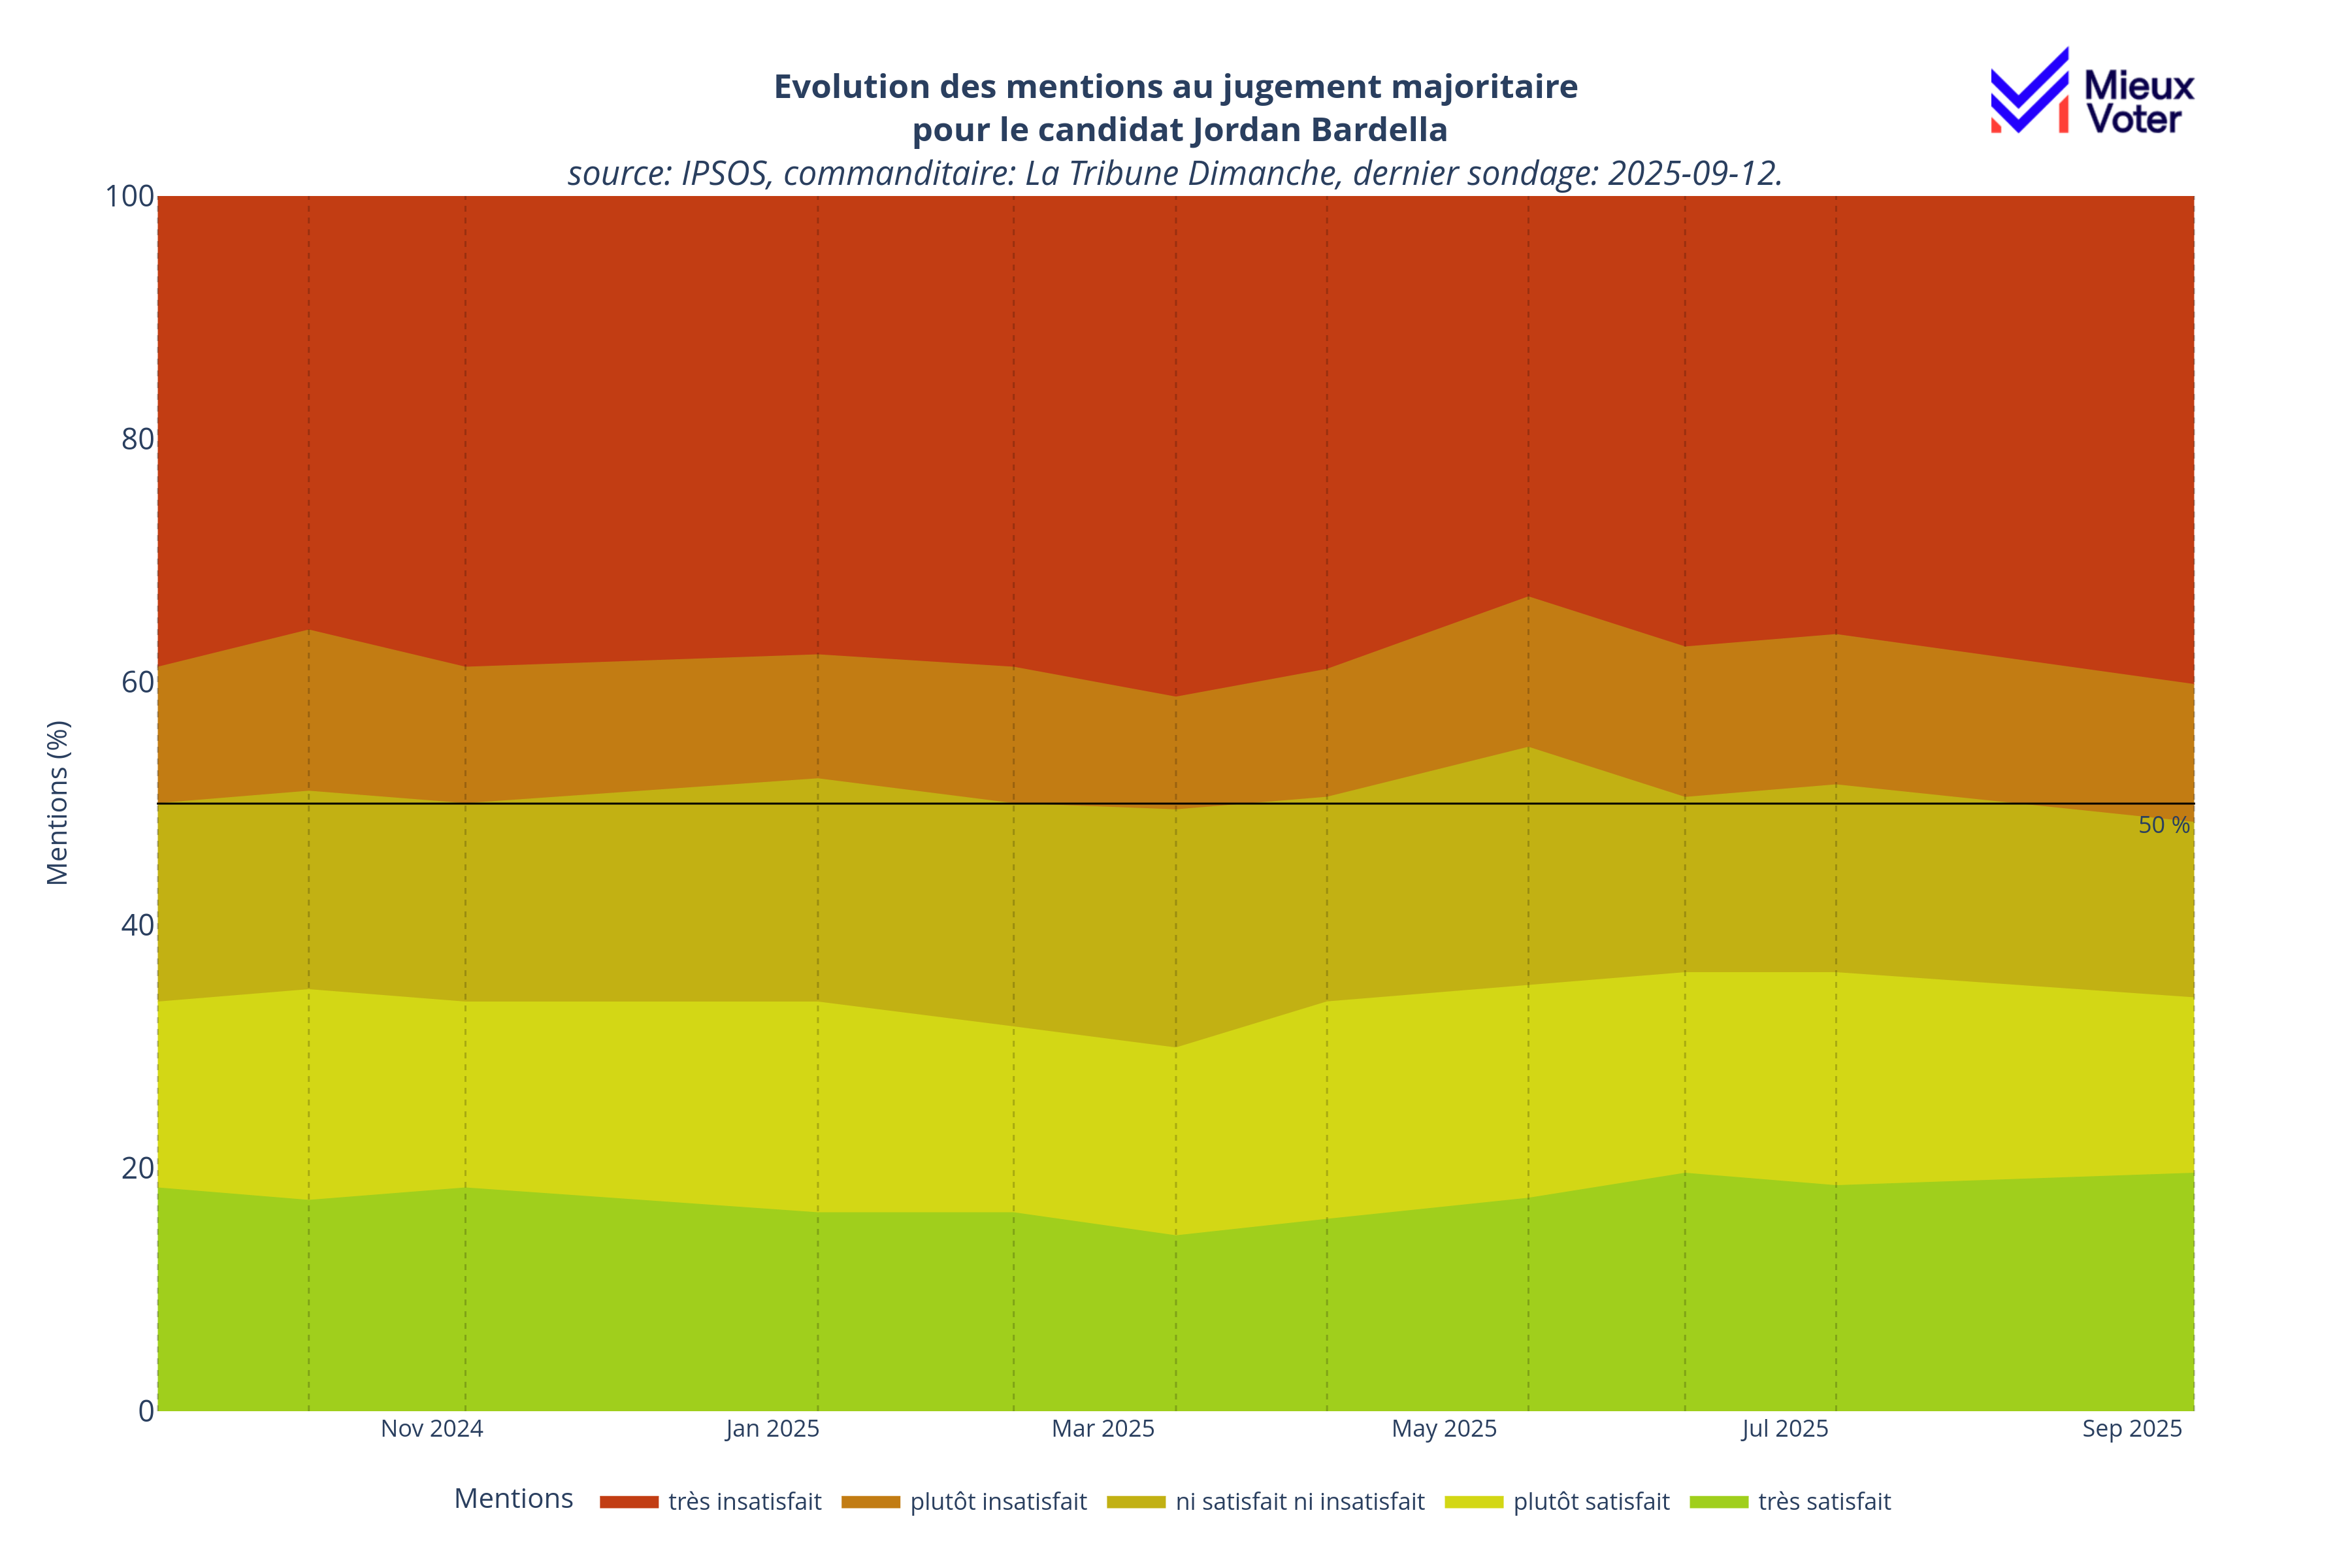 Evolution des mentions au jugement majoritaire
pour le candidat Jordan Bardella
source: IPSOS, commanditaire: La Tribune Dimanche, dernier sondage: 2025-09-12.
Mieux
Voter
Mentions (%)
100
80
60
40
20
0
50 %
Nov 2024
Jan 2025
Mar 2025
May 2025
Jul 2025
Sep 2025
Mentions
très insatisfait
plutôt insatisfait
ni satisfait ni insatisfait
plutôt satisfait
très satisfait